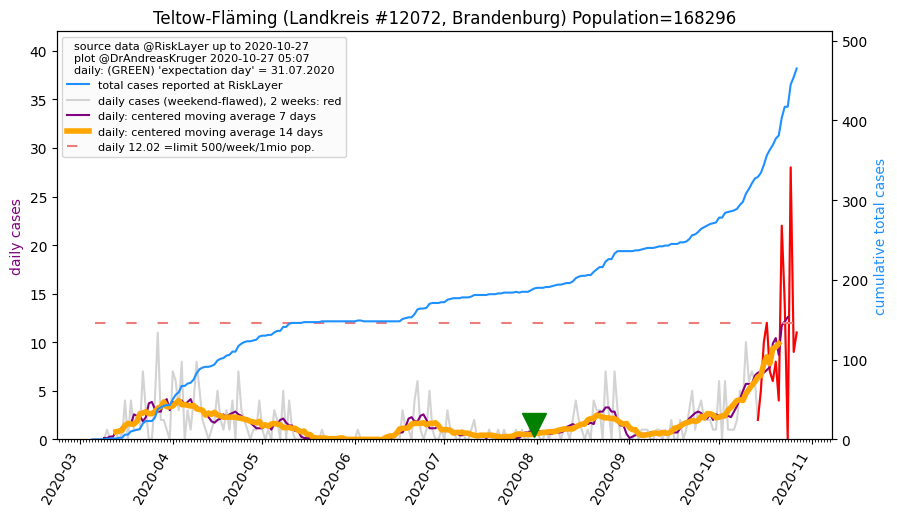 Teltow-Fläming (Landkreis #12072, Brandenburg) Population=168296
source data @RiskLayer up to 2020-10-27
plot @DrAndreasKruger 2020-10-27 05:07
daily: (GREEN) 'expectation day' = 31.07.2020
total cases reported at RiskLayer
daily cases (weekend-flawed), 2 weeks: red
daily: centered moving average 7 days
daily: centered moving average 14 days
daily 12.02 =limit 500/week/1mio pop.
daily cases
40
35
30
25
20
15
10
5
0
cumulative total cases
500
400
300
200
100
0
2020-03
2020-04
2020-05
2020-06
2020-07
2020-08
2020-09
2020-10
2020-11